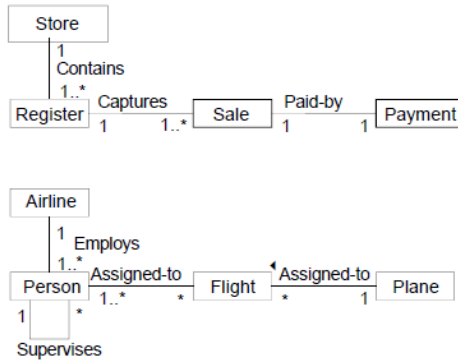 Store
1
Contains
1..*
Register Captures Sale Paid-by Payment
1 1..* 1 1
Airline
1
Employs
1..*
Person Assigned-to Flight Assigned-to Plane
1..* * * 1
1 *
Supervises